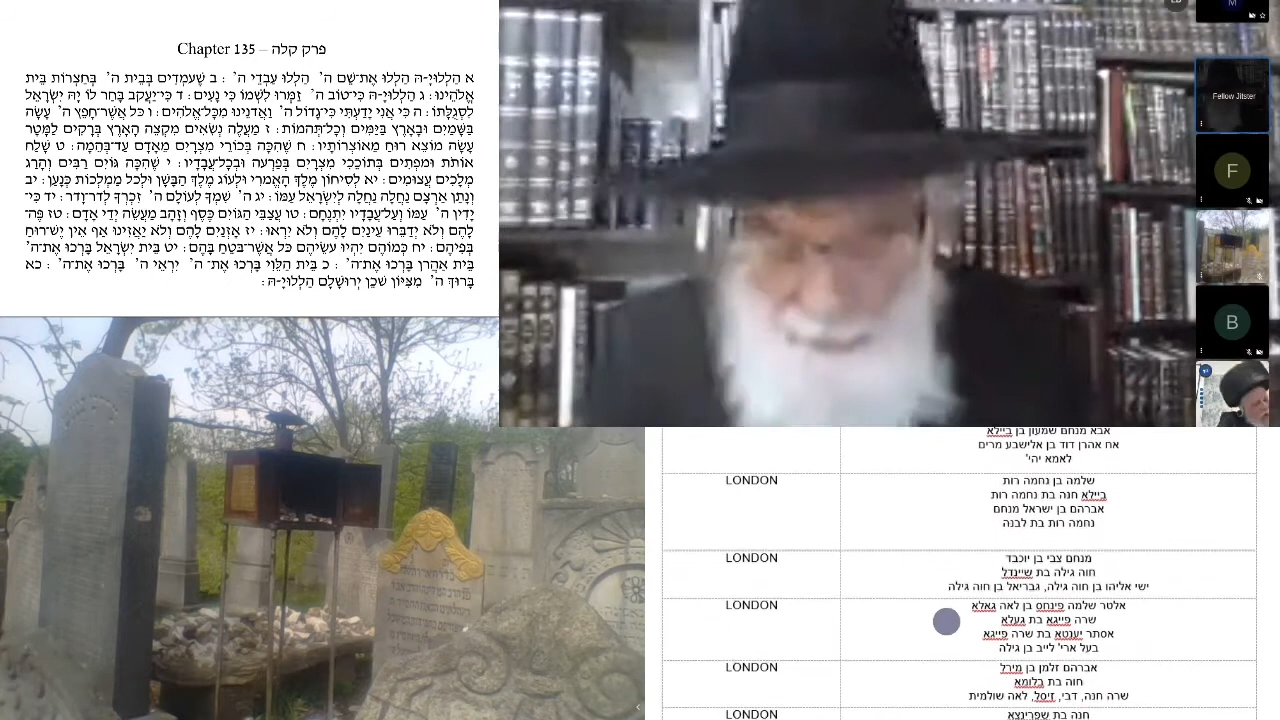 Chapter 135 – פרק קלה
א הַלְלוּיָ-הּ הַלְלוּ אֶת־שֵׁם ה' הַלְלוּ עַבְדֵי ה' : ב שֶׁעֹמְדִים בְּבֵית ה' בְּחַצְרוֹת בֵּית
אֱלֹהֵינוּ : ג הַלְלוּיָ-הּ כִּי־טוֹב ה' זַמְּרוּ לִשְׁמוֹ כִּי נָעִים : ד כִּי־יַעֲקֹב בָּחַר לוֹ יָהּ יִשְׂרָאֵל
לִסְגֻלָּתוֹ : ה כִּי אֲנִי יָדַעְתִּי כִּי־גָדוֹל ה' וַאֲדֹנֵינוּ מִכָּל־אֱלֹהִים : ו כֹּל אֲשֶׁר־חָפֵץ ה' עָשָׂה
בַּשָּׁמַיִם וּבָאָרֶץ בַּיַּמִּים וְכָל־תְּהֹמוֹת : ז מַעֲלֶה נְשִׂאִים מִקְצֵה הָאָרֶץ בְּרָקִים לַמָּטָר
עָשָׂה מוֹצֵא רוּחַ מֵאוֹצְרוֹתָיו : ח שֶׁהִכָּה בְּכוֹרֵי מִצְרָיִם מֵאָדָם עַד־בְּהֵמָה : ט שָׁלַח
אוֹתֹת וּמֹפְתִים בְּתוֹכֵכִי מִצְרָיִם בְּפַרְעֹה וּבְכָל־עֲבָדָיו : י שֶׁהִכָּה גּוֹיִם רַבִּים וְהָרַג
מְלָכִים עֲצוּמִים : יא לְסִיחוֹן מֶלֶךְ הָאֱמֹרִי וּלְעוֹג מֶלֶךְ הַבָּשָׁן וּלְכֹל מַמְלְכוֹת כְּנָעַן : יב
וְנָתַן אַרְצָם נַחֲלָה נַחֲלָה לְיִשְׂרָאֵל עַמּוֹ : יג ה' שִׁמְךָ לְעוֹלָם ה' זִכְרְךָ לְדֹר־וָדֹר : יד כִּי־
יָדִין ה' עַמּוֹ וְעַל־עֲבָדָיו יִתְנֶחָם : טו עֲצַבֵּי הַגּוֹיִם כֶּסֶף וְזָהָב מַעֲשֵׂה יְדֵי אָדָם : טז פֶּה־
לָהֶם וְלֹא יְדַבֵּרוּ עֵינַיִם לָהֶם וְלֹא יִרְאוּ : יז אָזְנַיִם לָהֶם וְלֹא יַאֲזִינוּ אַף אֵין יֶשׁ־רוּחַ
בְּפִיהֶם : יח כְּמוֹהֶם יִהְיוּ עֹשֵׂיהֶם כֹּל אֲשֶׁר־בֹּטֵחַ בָּהֶם : יט בֵּית יִשְׂרָאֵל בָּרְכוּ אֶת־ה'
בֵּית אַהֲרֹן בָּרְכוּ אֶת־ה' : כ בֵּית הַלֵּוִי בָּרְכוּ אֶת־ה' יִרְאֵי ה' בָּרְכוּ אֶת־ה' : כא
בָּרוּךְ ה' מִצִּיּוֹן שֹׁכֵן יְרוּשָׁלָםִ הַלְלוּיָ-הּ :
M
Fellow Jitster
F
B
אבא מנחם שמעון בן ביילא
אח אהרן דוד בן אלישבע מרים
לאמא יהי'
LONDON
שלמה בן נחמה רות
ביילא חנה בת נחמה רות
אברהם בן ישראל מנחם
נחמה רות בת לבנה
LONDON
מנחם צבי בן יוכבד
חוה גילה בת שיינדל
ישי אליהו בן חוה גילה, גבריאל בן חוה גילה
LONDON
אלטר שלמה פינחס בן לאה גאלא
שרה פייגא בת געלא
אסתר יענטא בת שרה פייגא
בעל ארי' לייב בן גילה
LONDON
אברהם זלמן בן מירל
חוה בת בלומא
שרה חנה, דבי, זיסל, לאה שולמית
LONDON
חנה בת שפרינצא